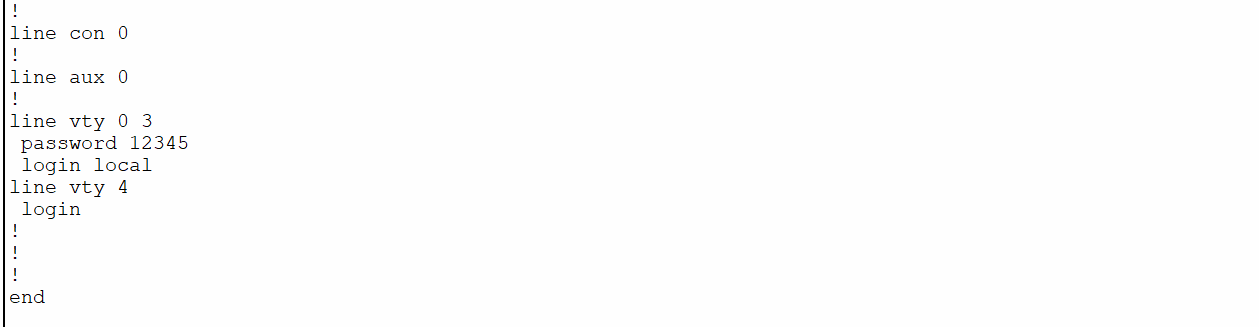 !
line con 0
!
line aux 0
!
line vty 0 3
 password 12345
 login local
line vty 4
 login
!
!
!
end